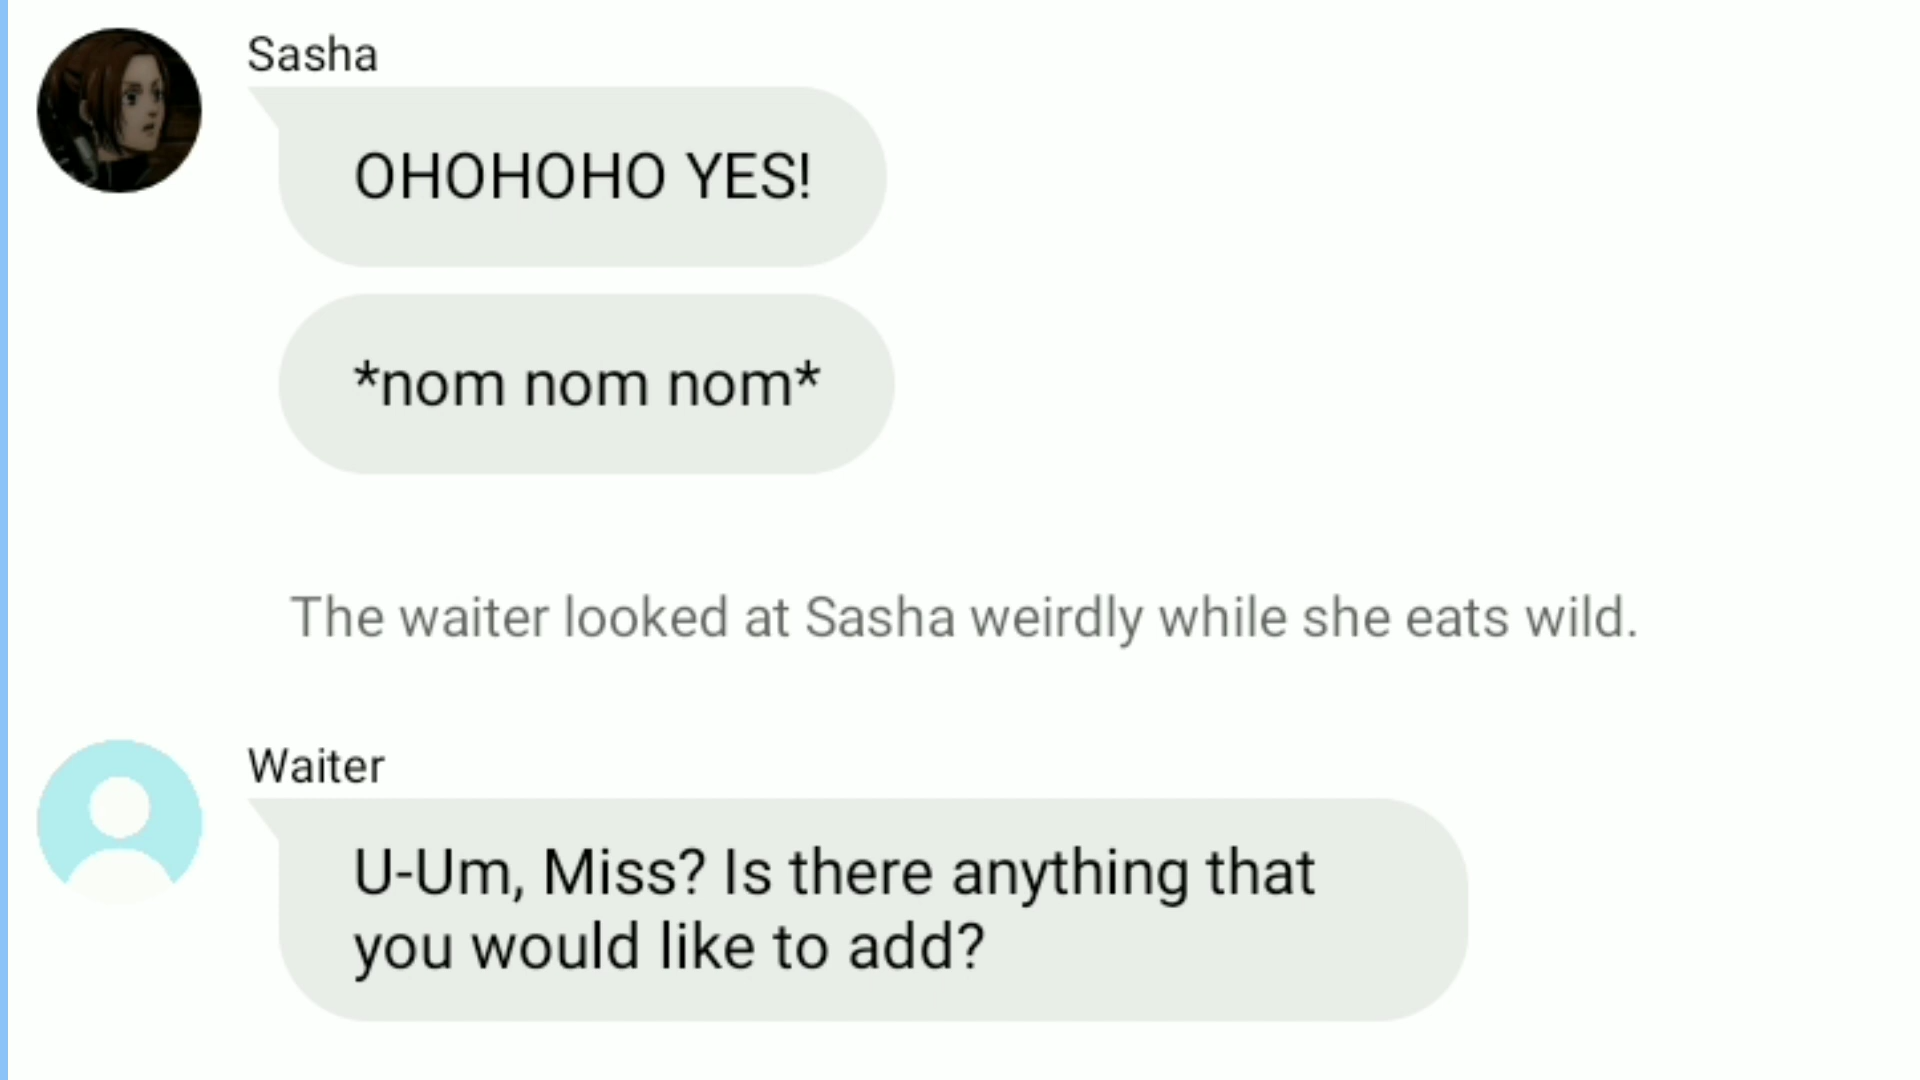 Sasha
OHOHOHO YES!
*nom nom nom*
The waiter looked at Sasha weirdly while she eats wild.
Waiter
U-Um, Miss? Is there anything that
you would like to add?